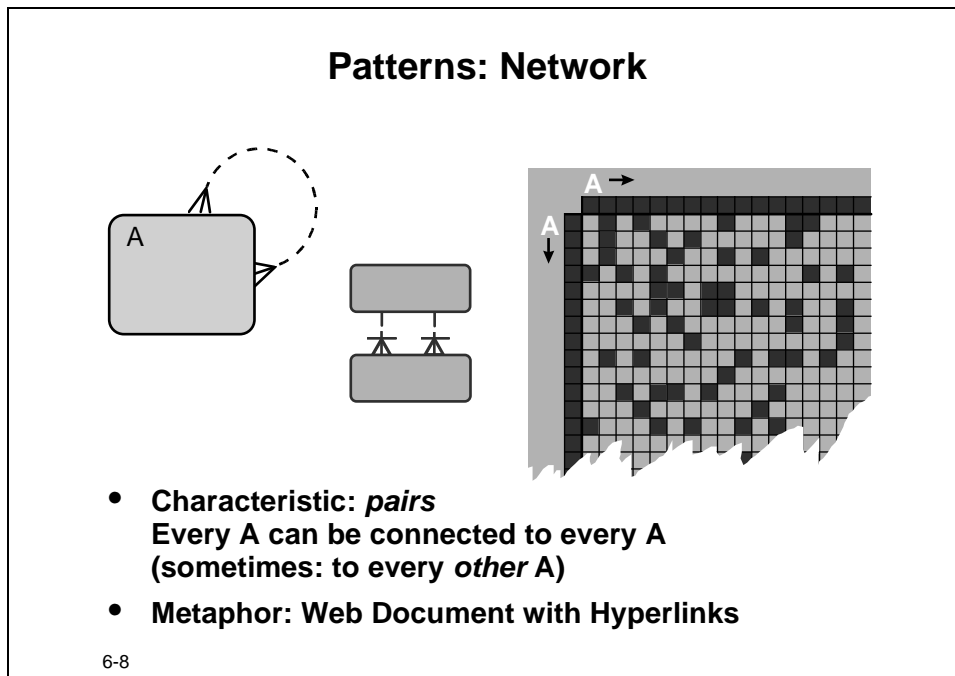 Patterns: Network
A
A
A
• Characteristic: pairs
Every A can be connected to every A
(sometimes: to every other A)
• Metaphor: Web Document with Hyperlinks
6-8